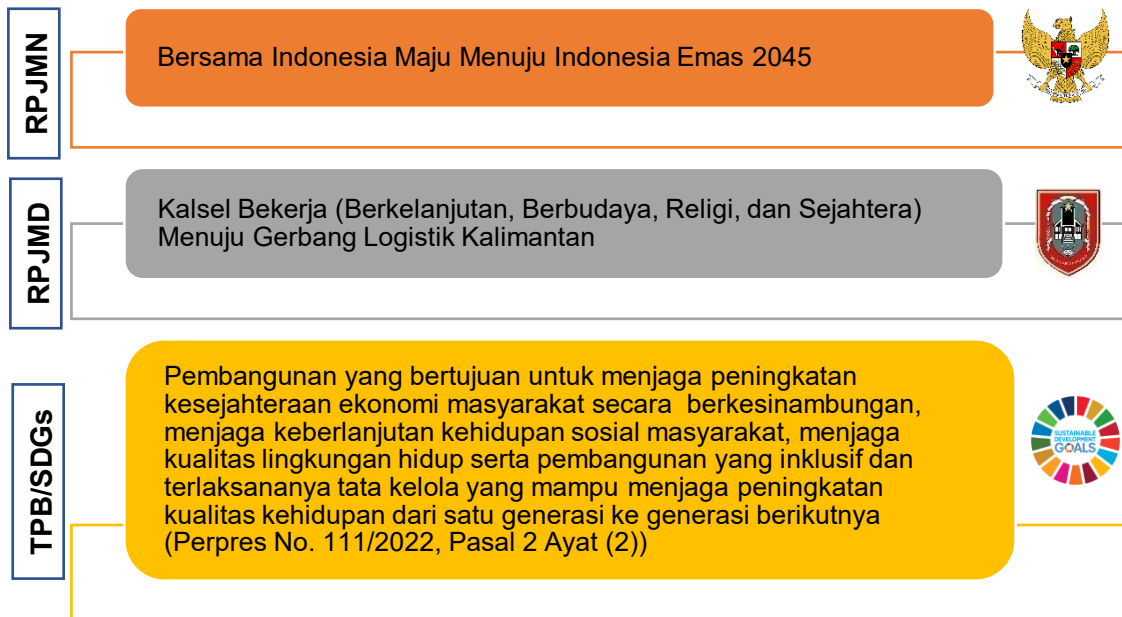 RPJMN
Bersama Indonesia Maju Menuju Indonesia Emas 2045
RPJMD
Kalsel Bekerja (Berkelanjutan, Berbudaya, Religi, dan Sejahtera)
Menuju Gerbang Logistik Kalimantan
TPB/SDGs
Pembangunan yang bertujuan untuk menjaga peningkatan
kesejahteraan ekonomi masyarakat secara berkesinambungan,
menjaga keberlanjutan kehidupan sosial masyarakat, menjaga
kualitas lingkungan hidup serta pembangunan yang inklusif dan
terlaksananya tata kelola yang mampu menjaga peningkatan
kualitas kehidupan dari satu generasi ke generasi berikutnya
(Perpres No. 111/2022, Pasal 2 Ayat (2))
SUSTAINABLE
DEVELOPMENT
GOALS